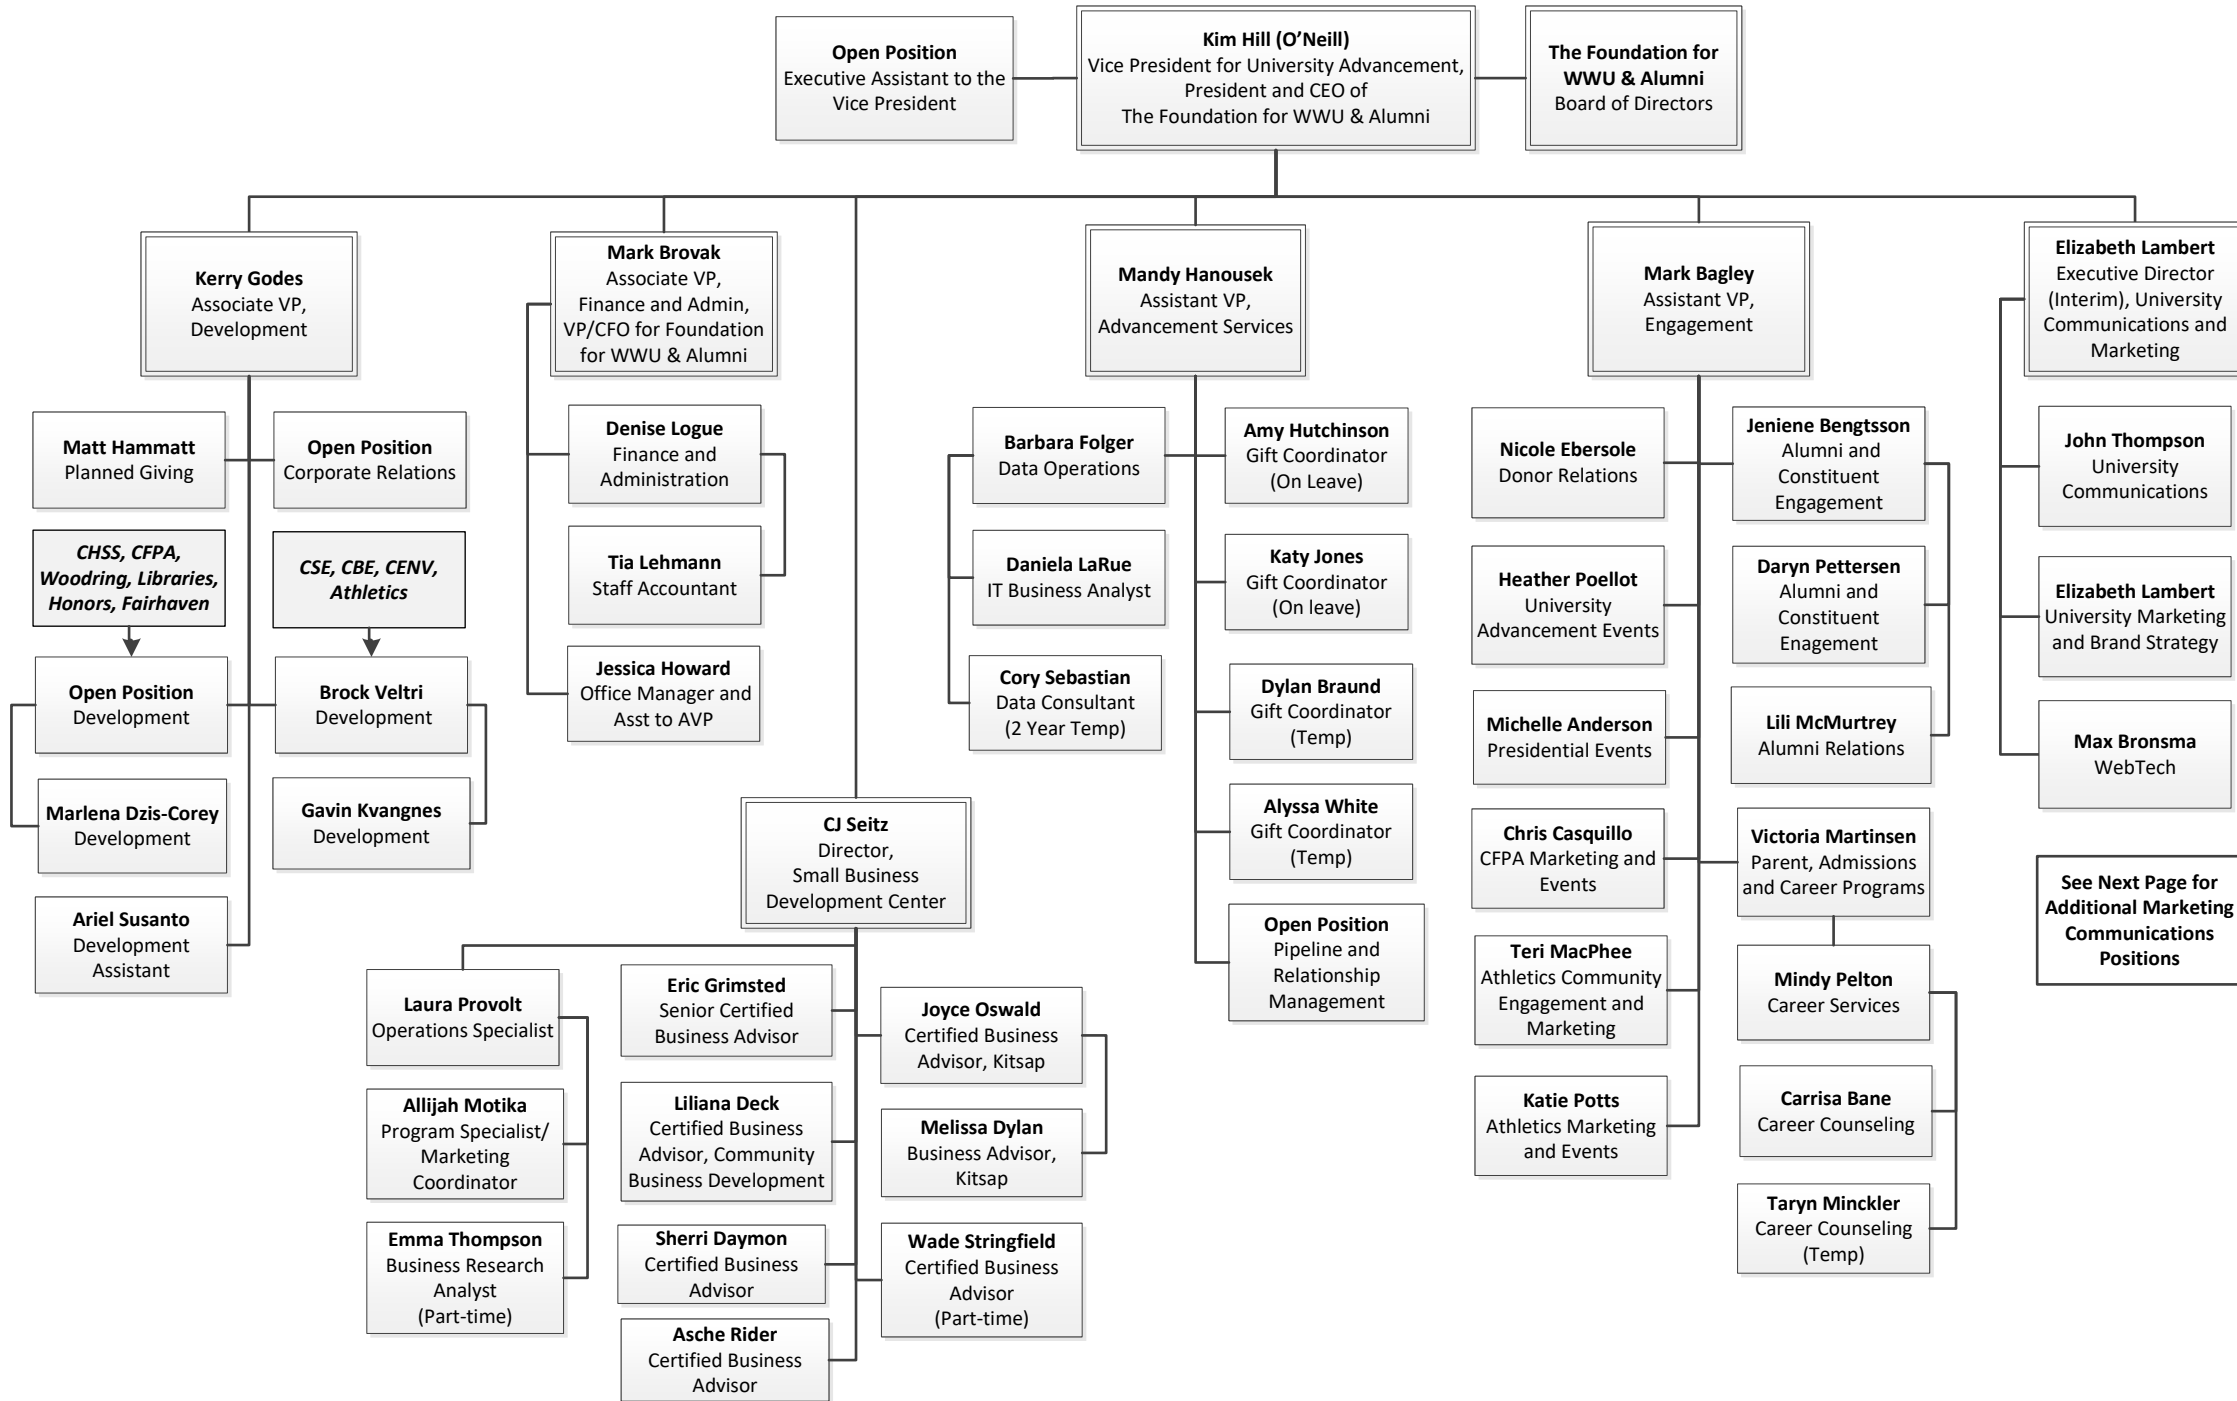 Open Position
Executive Assistant to the
Vice President
Kim Hill (O'Neill)
Vice President for University Advancement,
President and CEO of
The Foundation for WWU & Alumni
The Foundation for
WWU & Alumni
Board of Directors
Kerry Godes
Associate VP,
Development
Mark Brovak
Associate VP,
Finance and Admin,
VP/CFO for Foundation
for WWU & Alumni
Mandy Hanousek
Assistant VP,
Advancement Services
Mark Bagley
Assistant VP,
Engagement
Elizabeth Lambert
Executive Director
(Interim), University
Communications and
Marketing
Matt Hammatt
Planned Giving
Open Position
Corporate Relations
CHSS, CFPA,
Woodring, Libraries,
Honors, Fairhaven
CSE, CBE, CENV,
Athletics
Open Position
Development
Brock Veltri
Development
Marlena Dzis-Corey
Development
Gavin Kvangnes
Development
Ariel Susanto
Development
Assistant
Denise Logue
Finance and
Administration
Tia Lehmann
Staff Accountant
Jessica Howard
Office Manager and
Asst to AVP
CJ Seitz
Director,
Small Business
Development Center
Laura Provolt
Operations Specialist
Allijah Motika
Program Specialist/
Marketing
Coordinator
Emma Thompson
Business Research
Analyst
(Part-time)
Eric Grimsted
Senior Certified
Business Advisor
Liliana Deck
Certified Business
Advisor, Community
Business Development
Sherri Daymon
Certified Business
Advisor
Asche Rider
Certified Business
Advisor
Joyce Oswald
Certified Business
Advisor, Kitsap
Melissa Dylan
Business Advisor,
Kitsap
Wade Stringfield
Certified Business
Advisor
(Part-time)
Barbara Folger
Data Operations
Daniela LaRue
IT Business Analyst
Cory Sebastian
Data Consultant
(2 Year Temp)
Amy Hutchinson
Gift Coordinator
(On Leave)
Katy Jones
Gift Coordinator
(On leave)
Dylan Braund
Gift Coordinator
(Temp)
Alyssa White
Gift Coordinator
(Temp)
Open Position
Pipeline and
Relationship
Management
Nicole Ebersole
Donor Relations
Heather Poellot
University
Advancement Events
Michelle Anderson
Presidential Events
Chris Casquillo
CFPA Marketing and
Events
Teri MacPhee
Athletics Community
Engagement and
Marketing
Katie Potts
Athletics Marketing
and Events
Jeniene Bengtsson
Alumni and
Constituent
Engagement
Daryn Pettersen
Alumni and
Constituent
Enagement
Lili McMurtrey
Alumni Relations
Victoria Martinsen
Parent, Admissions
and Career Programs
Mindy Pelton
Career Services
Carrisa Bane
Career Counseling
Taryn Minckler
Career Counseling
(Temp)
John Thompson
University
Communications
Elizabeth Lambert
University Marketing
and Brand Strategy
Max Bronsma
WebTech
See Next Page for
Additional Marketing
Communications
Positions